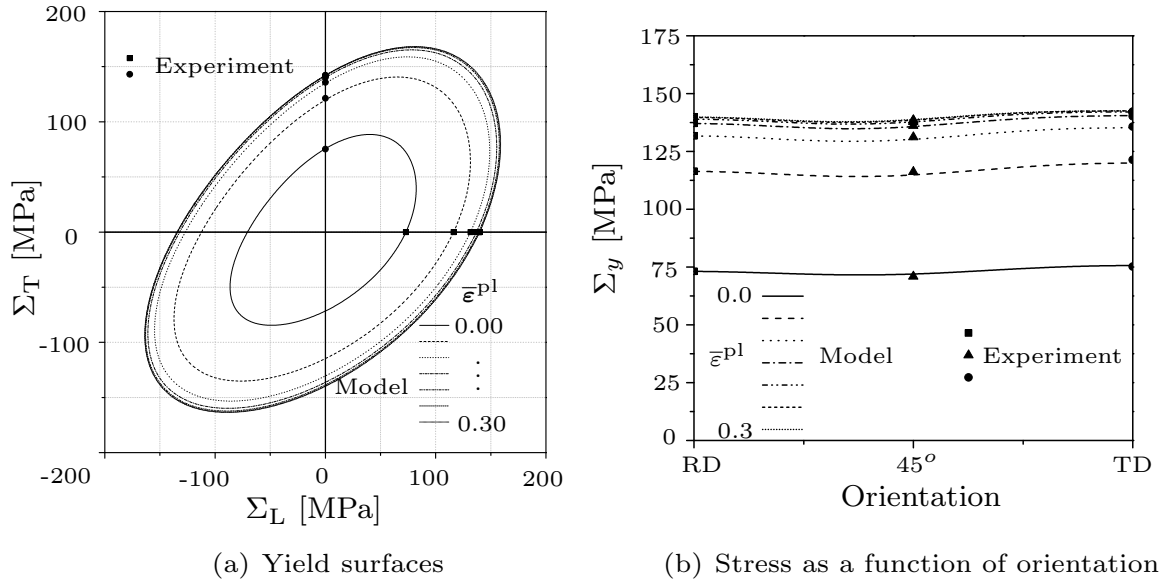 200
100
0
-100
-200
Σ_T [MPa]
Experiment
ε̅^pl
0.00
Model
0.30
-200
-100
0
100
200
Σ_L [MPa]
(a) Yield surfaces
175
150
125
100
75
50
25
0
Σ_y [MPa]
0.0
ε̅^pl
Model
Experiment
0.3
RD
45^o
TD
Orientation
(b) Stress as a function of orientation